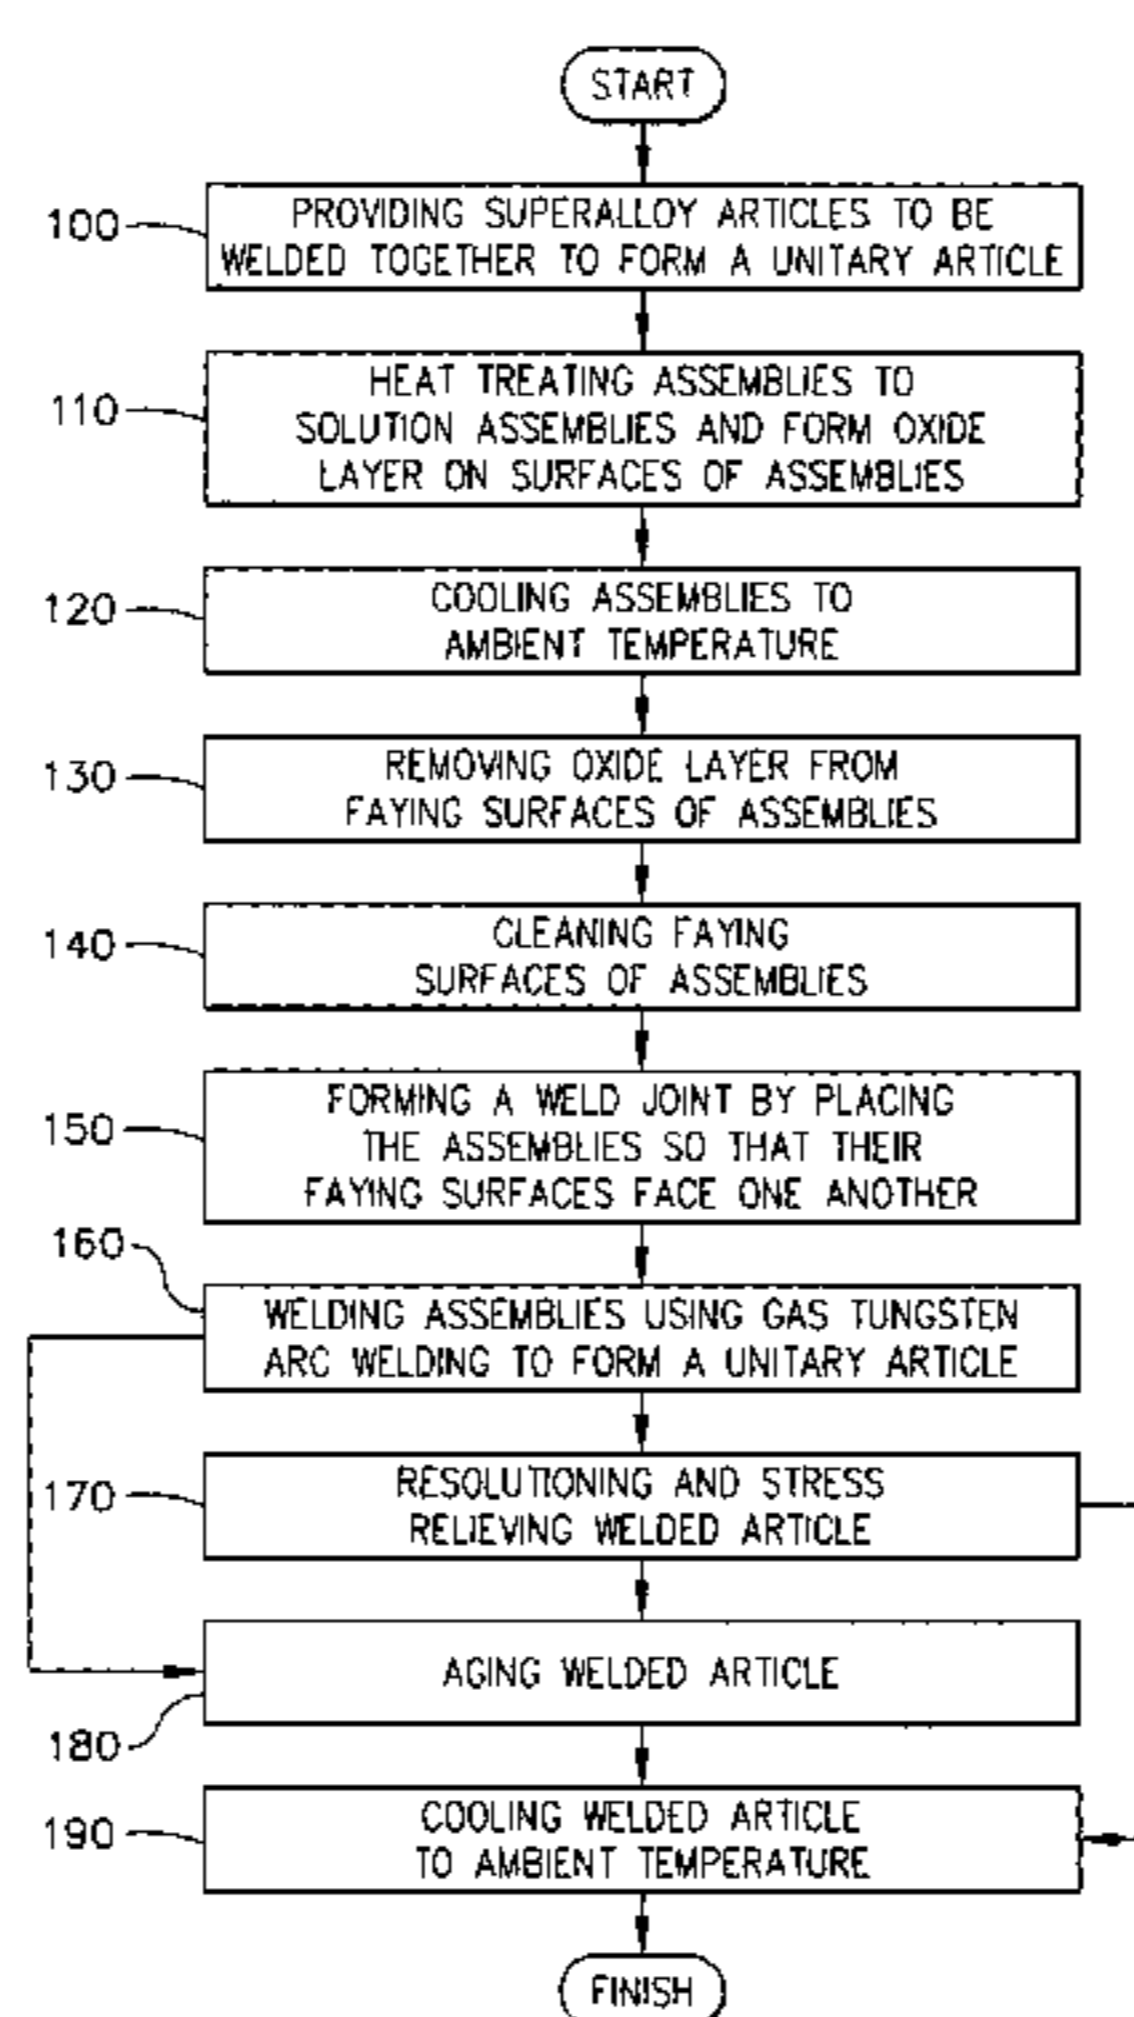 START
100
PROVIDING SUPERALLOY ARTICLES TO BE
WELDED TOGETHER TO FORM A UNITARY ARTICLE
110
HEAT TREATING ASSEMBLIES TO
SOLUTION ASSEMBLIES AND FORM OXIDE
LAYER ON SURFACES OF ASSEMBLIES
120
COOLING ASSEMBLIES TO
AMBIENT TEMPERATURE
130
REMOVING OXIDE LAYER FROM
FAYING SURFACES OF ASSEMBLIES
140
CLEANING FAYING
SURFACES OF ASSEMBLIES
150
FORMING A WELD JOINT BY PLACING
THE ASSEMBLIES SO THAT THEIR
FAYING SURFACES FACE ONE ANOTHER
160
WELDING ASSEMBLIES USING GAS TUNGSTEN
ARC WELDING TO FORM A UNITARY ARTICLE
170
RESOLUTIONING AND STRESS
RELIEVING WELDED ARTICLE
AGING WELDED ARTICLE
180
190
COOLING WELDED ARTICLE
TO AMBIENT TEMPERATURE
FINISH